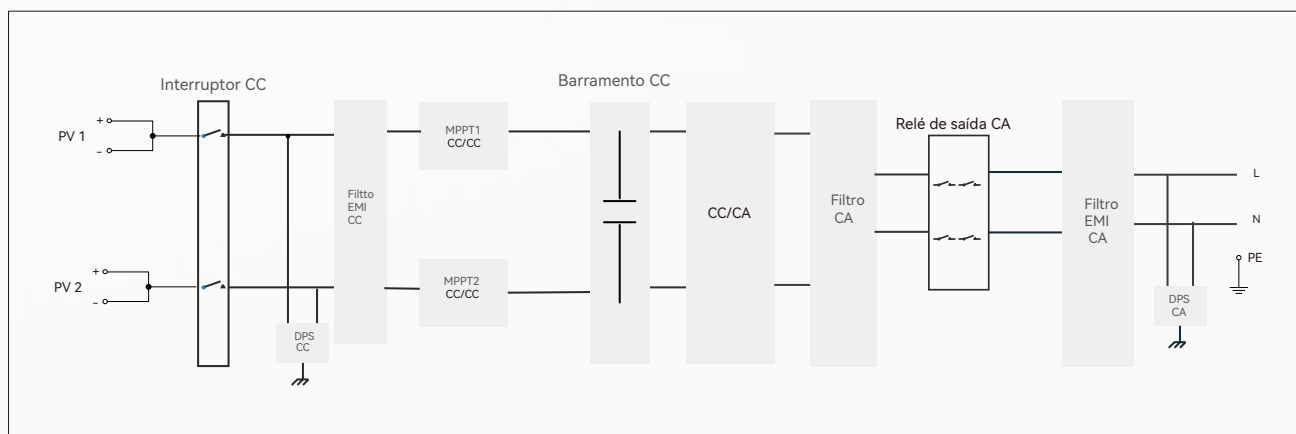 Interruptor CC
Barramento CC
Relé de saída CA
PV 1
+
–
PV 2
+
–
DPS
CC
Filtto
EMI
CC
MPPT1
CC/CC
MPPT2
CC/CC
CC/CA
Filtro
CA
Filtro
EMI
CA
L
N
PE
DPS
CA